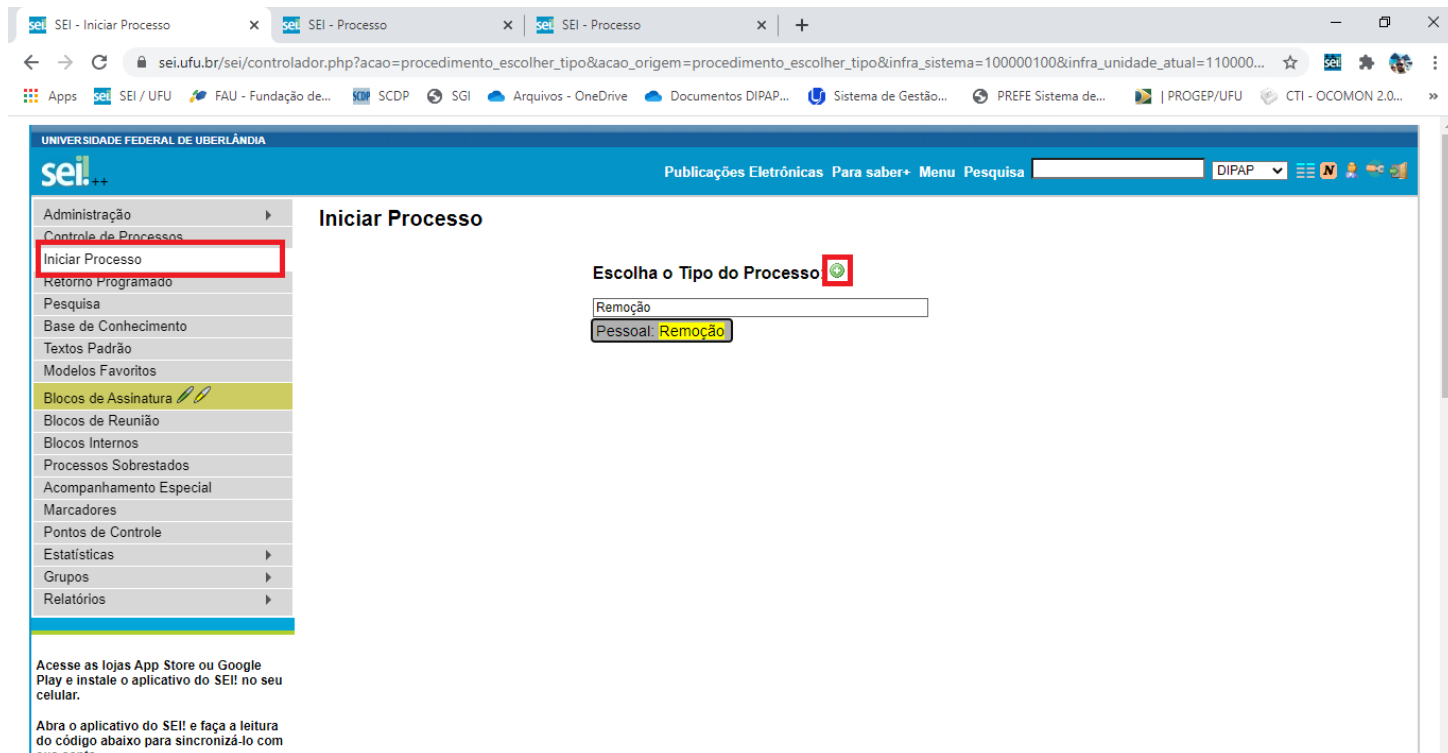 SEI - Iniciar Processo
SEI - Processo
SEI - Processo
sei.ufu.br/sei/controlador.php?acao=procedimento_escolher_tipo&acao_origem=procedimento_escolher_tipo&infra_sistema=100000100&infra_unidade_atual=110000...
Apps SEI / UFU FAU - Fundação de... SCDP SCDP SGI Arquivos - OneDrive Documentos DIPAP... Sistema de Gestão... PREFE Sistema de... | PROGEP/UFU CTI - OCOMON 2.0... »
UNIVERSIDADE FEDERAL DE UBERLÂNDIA
sei!++
Publicações Eletrônicas Para saber+ Menu Pesquisa DIPAP
Administração
Controle de Processos
Iniciar Processo
Retorno Programado
Pesquisa
Base de Conhecimento
Textos Padrão
Modelos Favoritos
Blocos de Assinatura
Blocos de Reunião
Blocos Internos
Processos Sobrestados
Acompanhamento Especial
Marcadores
Pontos de Controle
Estatísticas
Grupos
Relatórios
Iniciar Processo
Escolha o Tipo do Processo:
Remoção
Pessoal: Remoção
Acesse as lojas App Store ou Google
Play e instale o aplicativo do SEI! no seu
celular.
Abra o aplicativo do SEI! e faça a leitura
do código abaixo para sincronizá-lo com